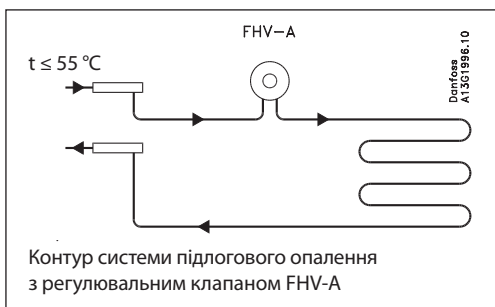 FHV-A
t ≤ 55 °C
Danfoss
A13G1996.10
Контур системи підлогового опалення
з регулювальним клапаном FHV-A